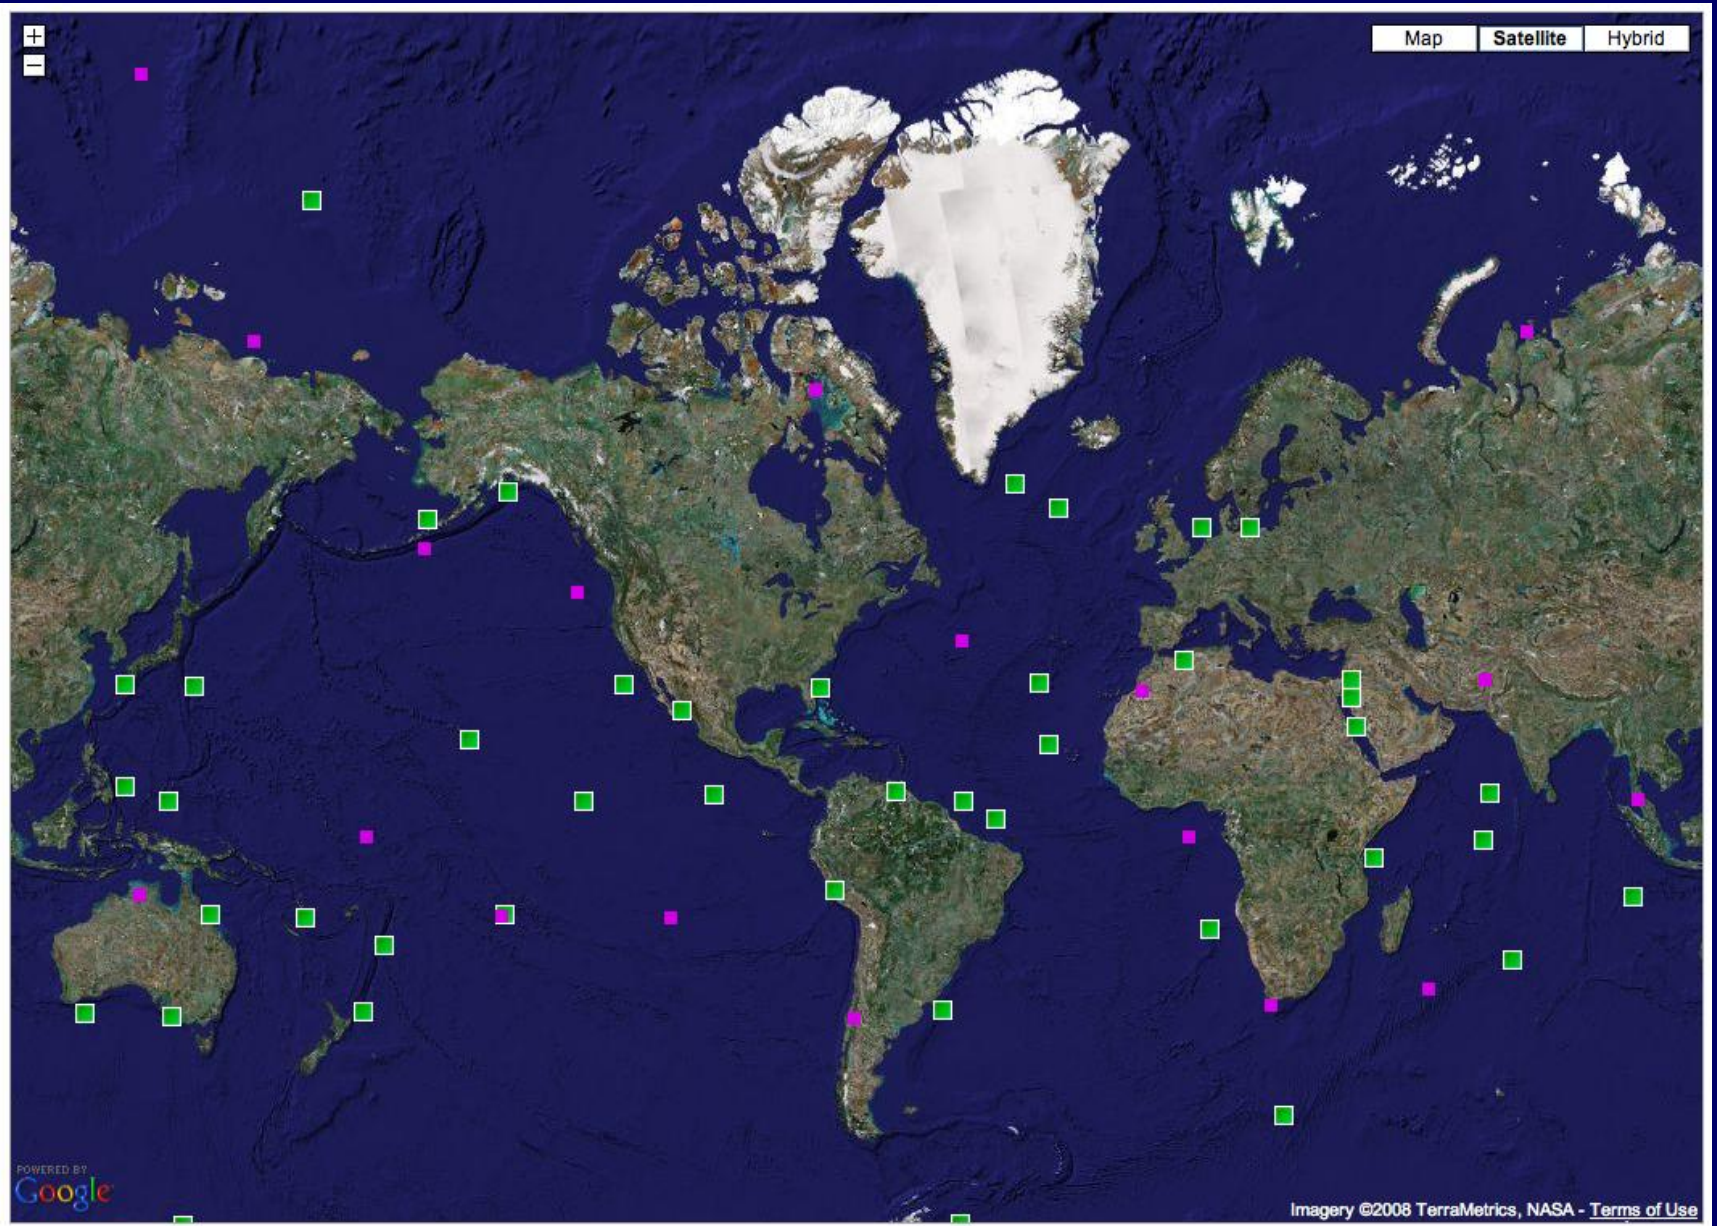 +
−
Map Satellite Hybrid
POWERED BY
Google
Imagery ©2008 TerraMetrics, NASA - Terms of Use